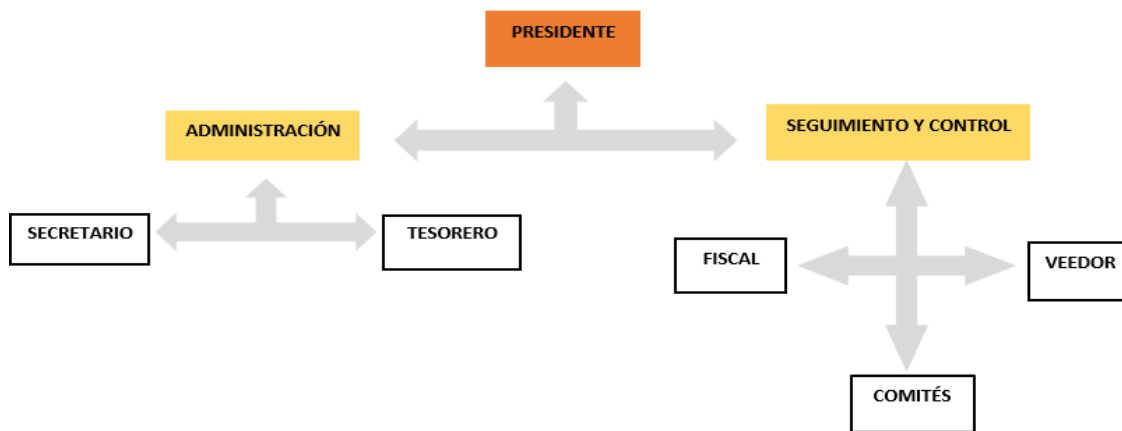 PRESIDENTE
ADMINISTRACIÓN
SEGUIMIENTO Y CONTROL
SECRETARIO
TESORERO
FISCAL
VEEDOR
COMITÉS